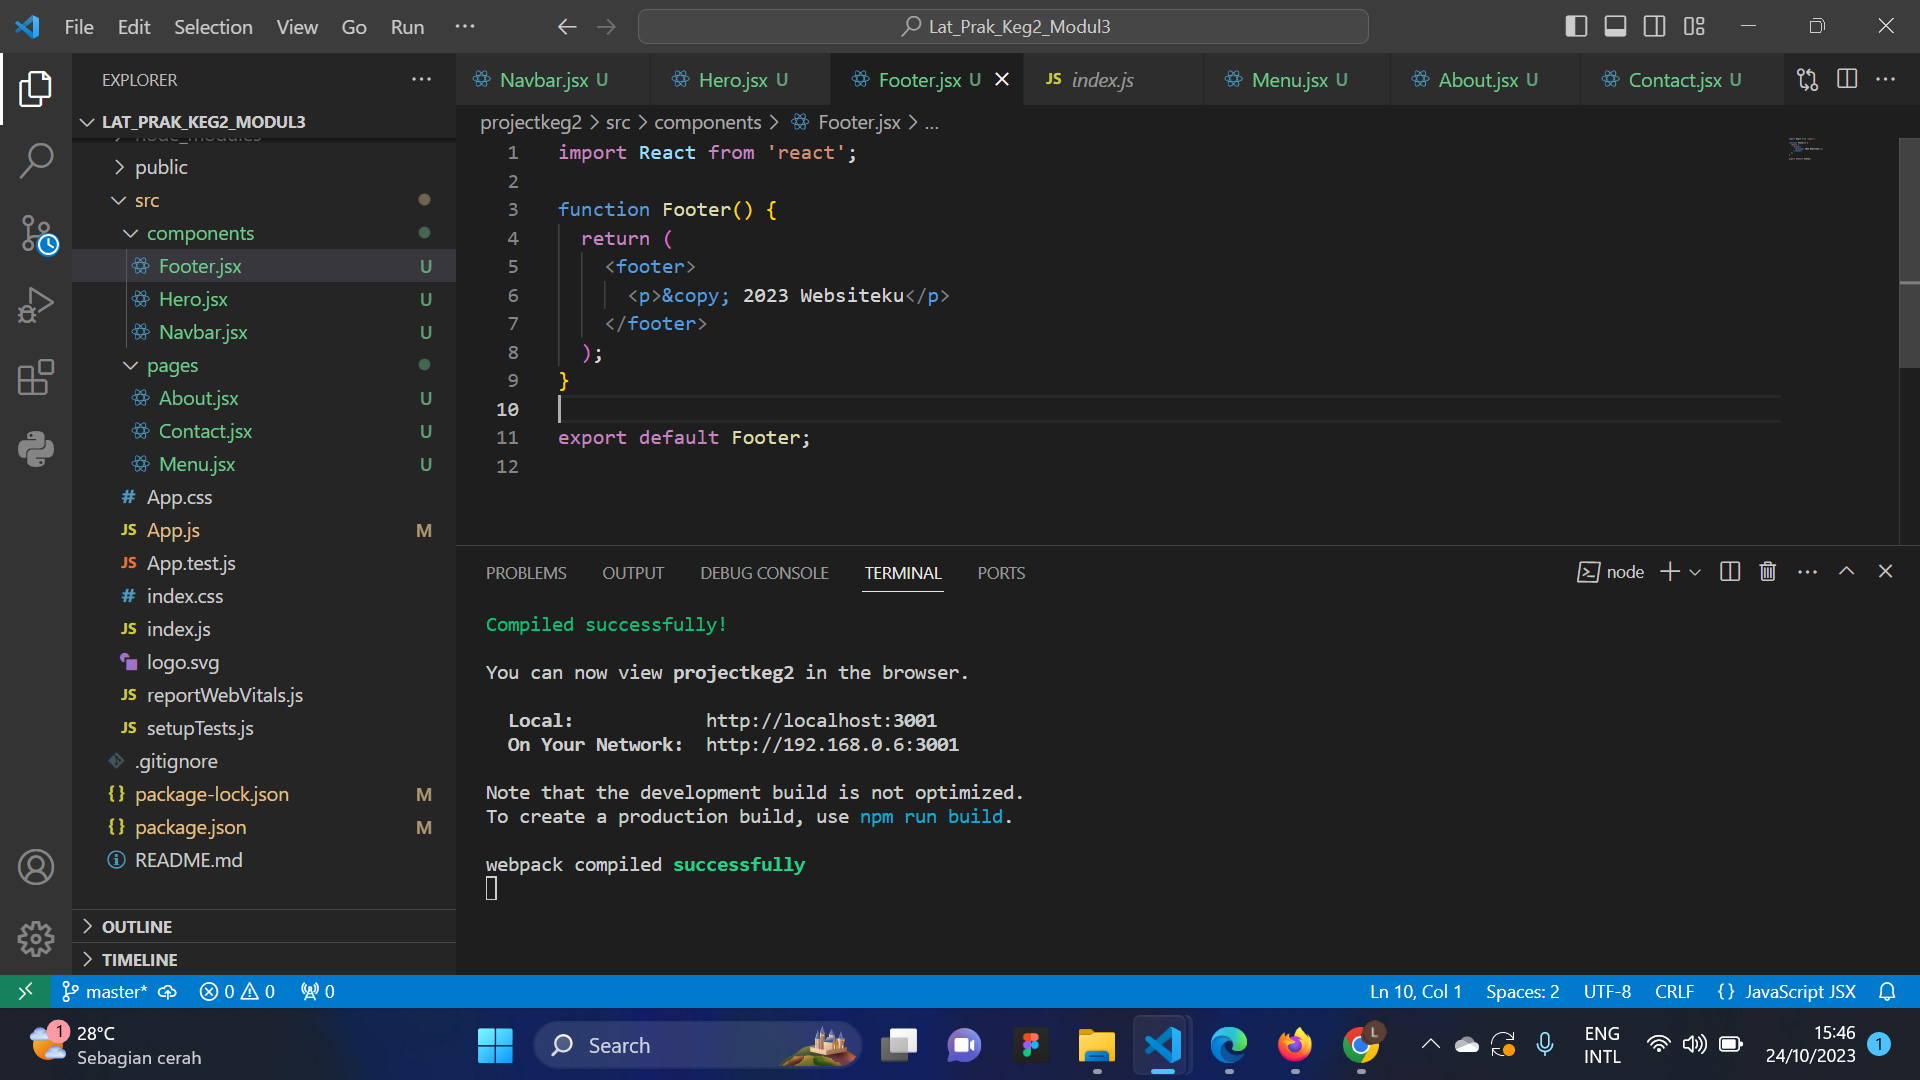 File Edit Selection View Go Run ···
Lat_Prak_Keg2_Modul3
EXPLORER
LAT_PRAK_KEG2_MODUL3
node_modules
public
src
components
Footer.jsx U
Hero.jsx U
Navbar.jsx U
pages
About.jsx U
Contact.jsx U
Menu.jsx U
# App.css
JS App.js M
JS App.test.js
# index.css
JS index.js
logo.svg
JS reportWebVitals.js
JS setupTests.js
.gitignore
{} package-lock.json M
{} package.json M
README.md
OUTLINE
TIMELINE
Navbar.jsx U Hero.jsx U Footer.jsx U JS index.js Menu.jsx U About.jsx U Contact.jsx U
projectkeg2 > src > components > Footer.jsx > ...
1 import React from 'react';
2
3 function Footer() {
4 return (
5 <footer>
6 <p>&copy; 2023 Websiteku</p>
7 </footer>
8 );
9 }
10
11 export default Footer;
12
PROBLEMS OUTPUT DEBUG CONSOLE TERMINAL PORTS
node
Compiled successfully!
You can now view projectkeg2 in the browser.
Local: http://localhost:3001
On Your Network: http://192.168.0.6:3001
Note that the development build is not optimized.
To create a production build, use npm run build.
webpack compiled successfully
master* 0 0 0
Ln 10, Col 1 Spaces: 2 UTF-8 CRLF {} JavaScript JSX
1
28°C
Sebagian cerah
Search
L
ENG
INTL
15:46
24/10/2023
1